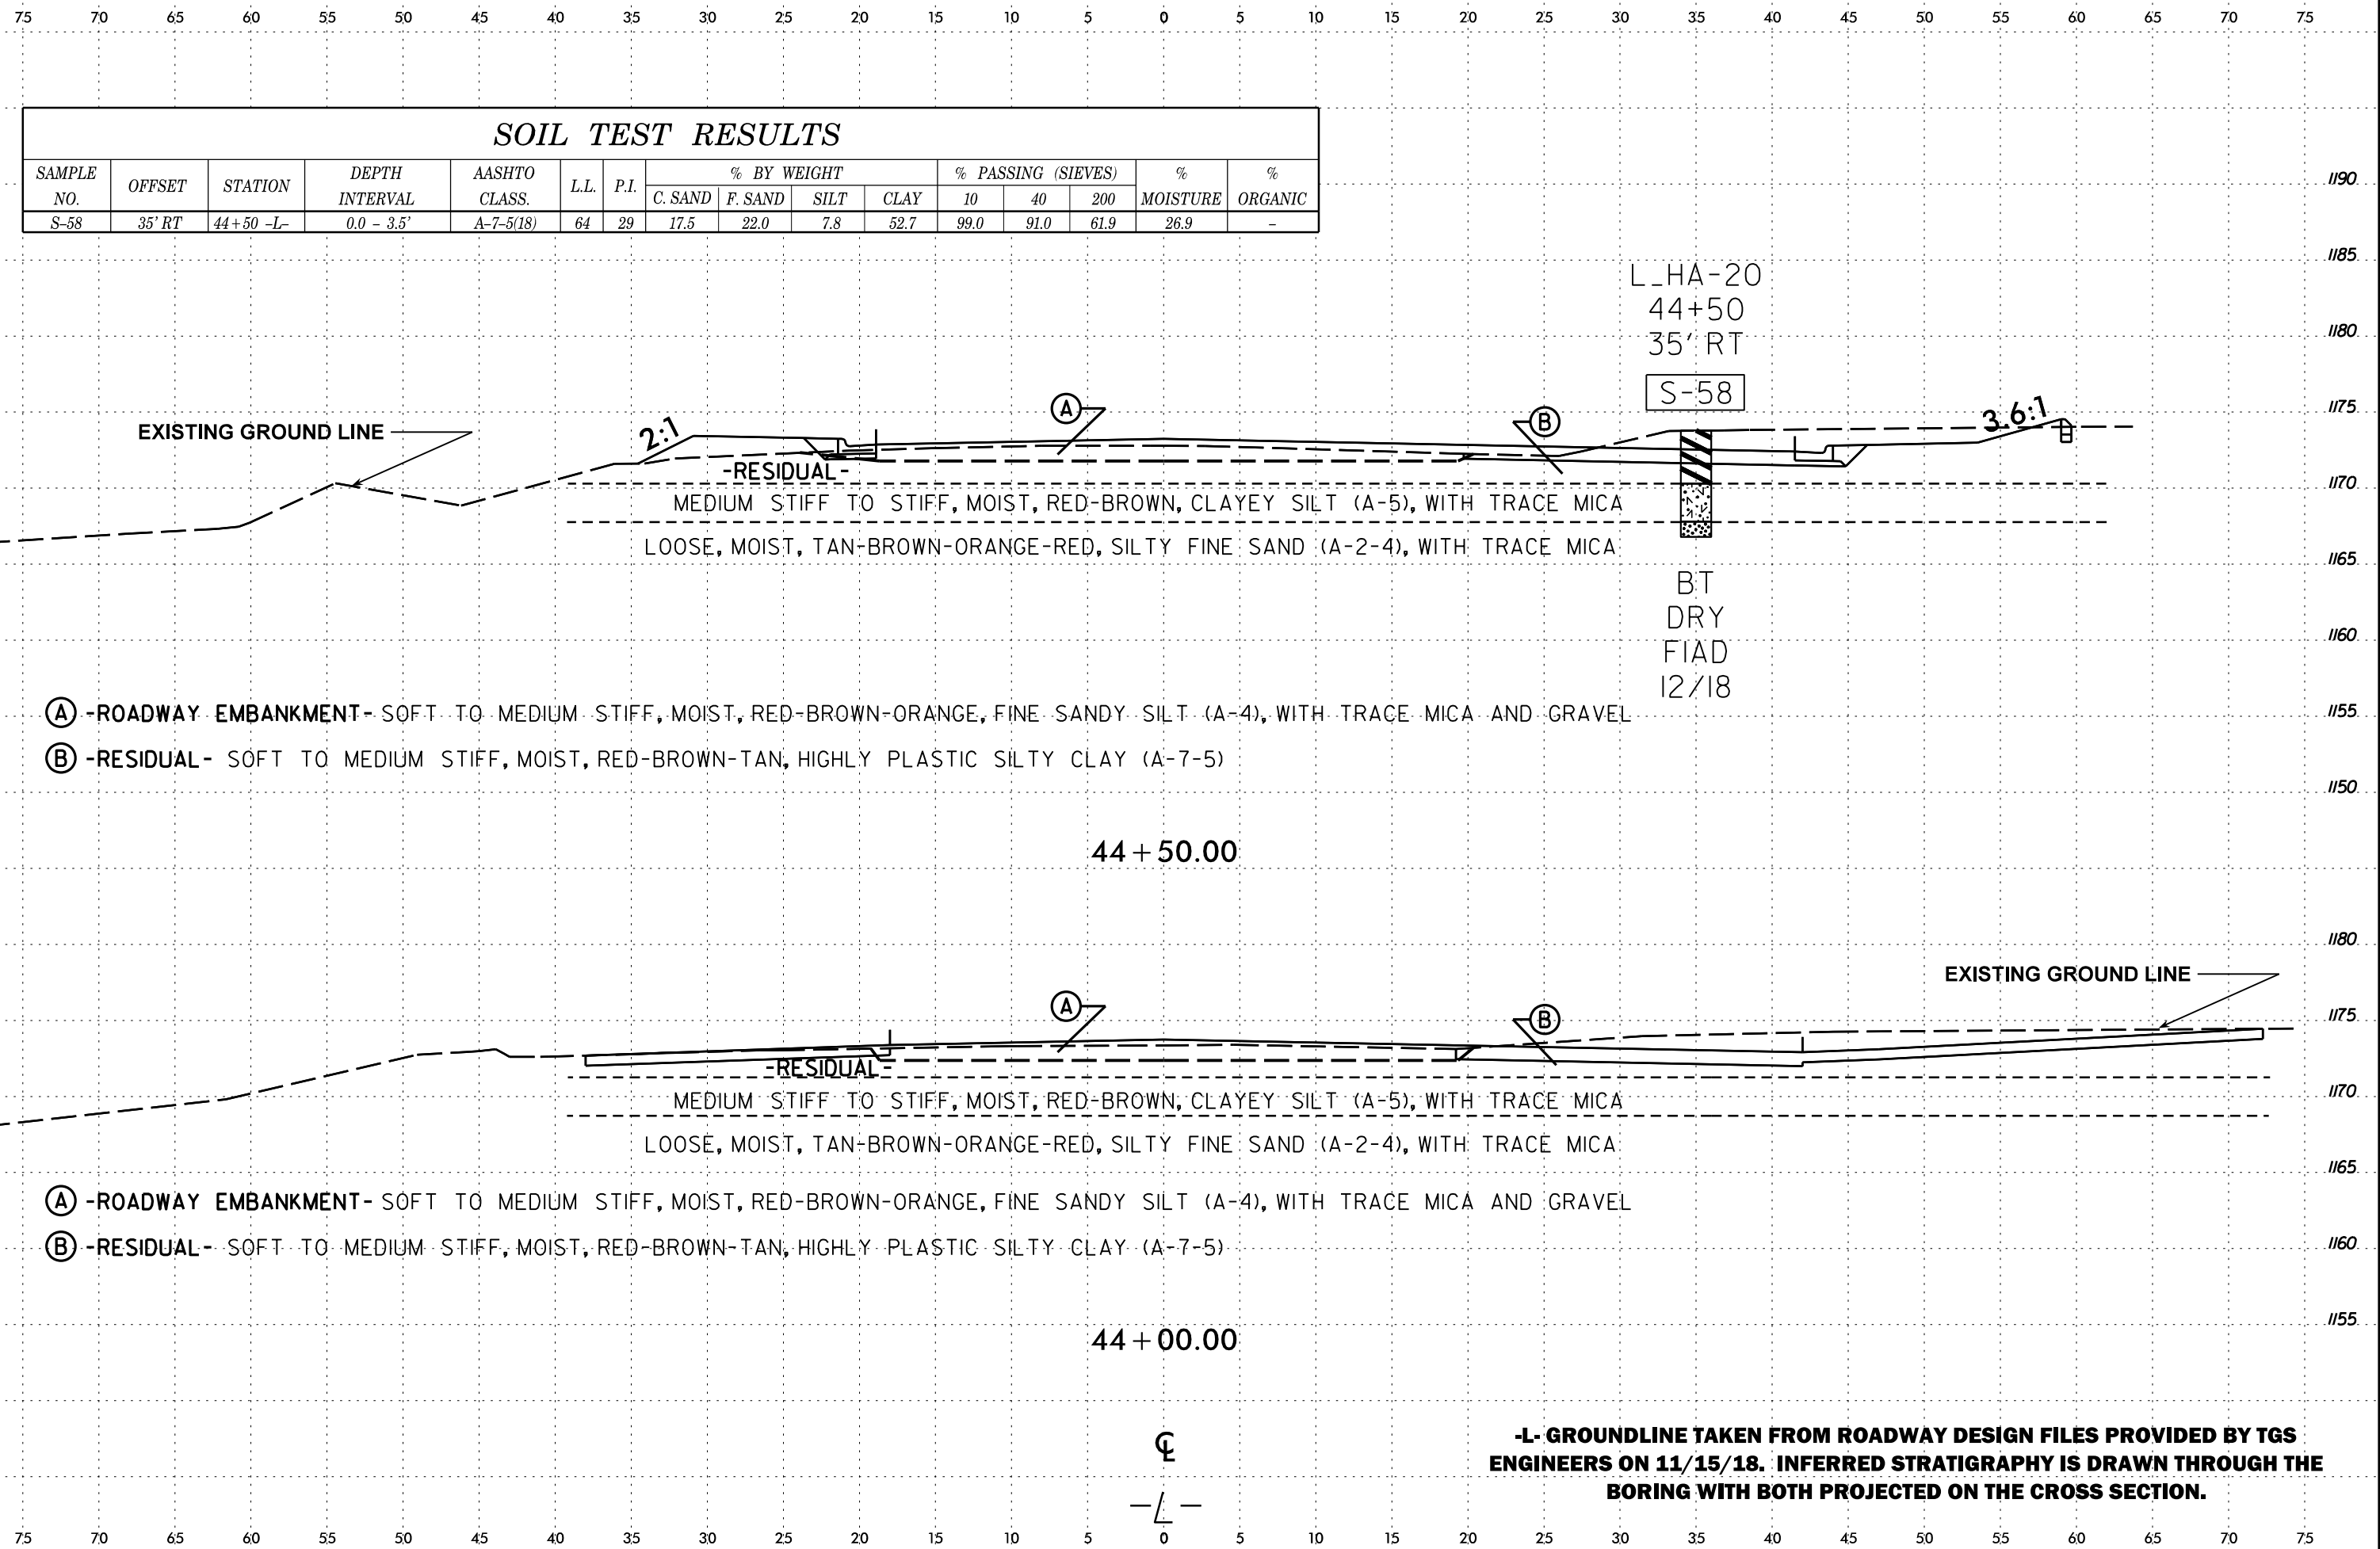 75 70 65 60 55 50 45 40 35 30 25 20 15 10 5 0 5 10 15 20 25 30 35 40 45 50 55 60 65 70 75
SOIL TEST RESULTS
SAMPLE NO. OFFSET STATION DEPTH INTERVAL AASHTO CLASS. L.L. P.I. % BY WEIGHT % PASSING (SIEVES) % MOISTURE % ORGANIC
C. SAND F. SAND SILT CLAY 10 40 200
S-58 35' RT 44+50 -L- 0.0 - 3.5' A-7-5(18) 64 29 17.5 22.0 7.8 52.7 99.0 91.0 61.9 26.9 -
1190
1185
L_HA-20
44+50
1180
35' RT
S-58
1175
A
B
3.6:1
EXISTING GROUND LINE
2:1
-RESIDUAL-
1170
MEDIUM STIFF TO STIFF, MOIST, RED-BROWN, CLAYEY SILT (A-5), WITH TRACE MICA
LOOSE, MOIST, TAN-BROWN-ORANGE-RED, SILTY FINE SAND (A-2-4), WITH TRACE MICA
1165
BT
DRY
1160
FIAD
12/18
1155
A -ROADWAY EMBANKMENT- SOFT TO MEDIUM STIFF, MOIST, RED-BROWN-ORANGE, FINE SANDY SILT (A-4), WITH TRACE MICA AND GRAVEL
B -RESIDUAL- SOFT TO MEDIUM STIFF, MOIST, RED-BROWN-TAN, HIGHLY PLASTIC SILTY CLAY (A-7-5)
1150
44+50.00
1180
EXISTING GROUND LINE
A
B
1175
-RESIDUAL-
1170
MEDIUM STIFF TO STIFF, MOIST, RED-BROWN, CLAYEY SILT (A-5), WITH TRACE MICA
LOOSE, MOIST, TAN-BROWN-ORANGE-RED, SILTY FINE SAND (A-2-4), WITH TRACE MICA
1165
A -ROADWAY EMBANKMENT- SOFT TO MEDIUM STIFF, MOIST, RED-BROWN-ORANGE, FINE SANDY SILT (A-4), WITH TRACE MICA AND GRAVEL
B -RESIDUAL- SOFT TO MEDIUM STIFF, MOIST, RED-BROWN-TAN, HIGHLY PLASTIC SILTY CLAY (A-7-5)
1160
1155
44+00.00
℄
-L-
-L- GROUNDLINE TAKEN FROM ROADWAY DESIGN FILES PROVIDED BY TGS
ENGINEERS ON 11/15/18. INFERRED STRATIGRAPHY IS DRAWN THROUGH THE
BORING WITH BOTH PROJECTED ON THE CROSS SECTION.
75 70 65 60 55 50 45 40 35 30 25 20 15 10 5 0 5 10 15 20 25 30 35 40 45 50 55 60 65 70 75